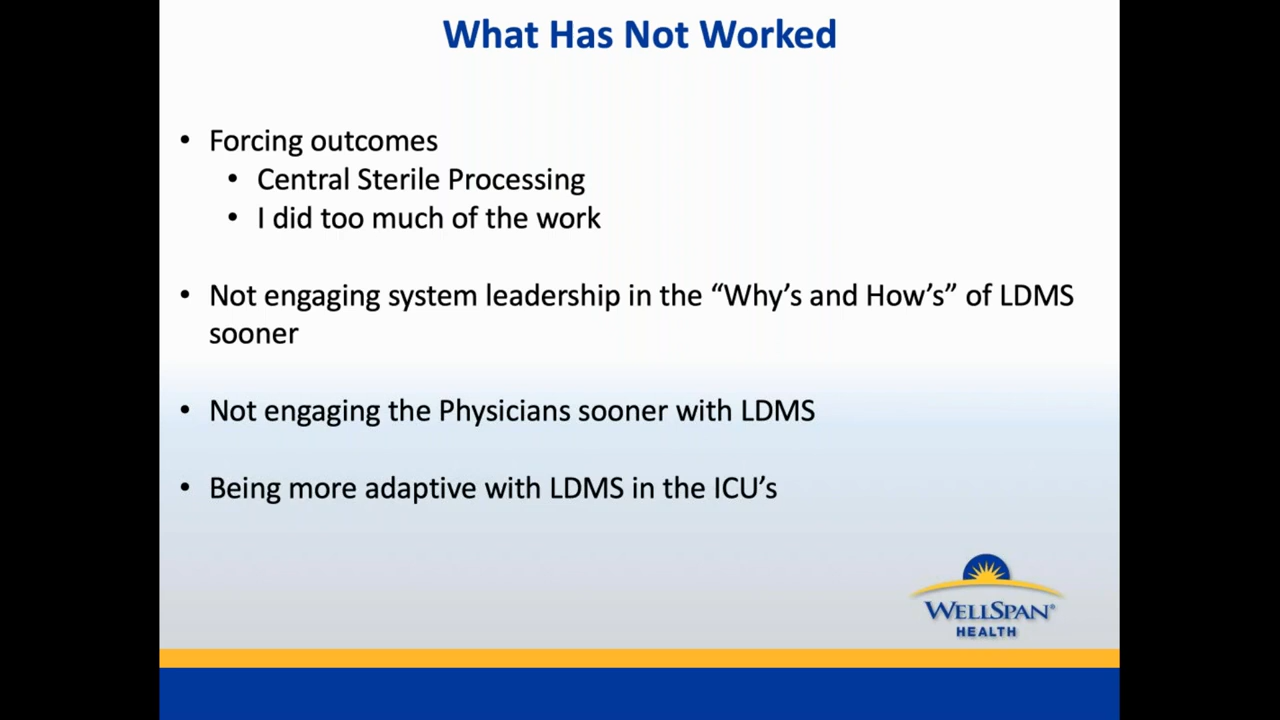 What Has Not Worked
• Forcing outcomes
• Central Sterile Processing
• I did too much of the work
• Not engaging system leadership in the “Why’s and How’s” of LDMS
sooner
• Not engaging the Physicians sooner with LDMS
• Being more adaptive with LDMS in the ICU’s
WELLSPAN®
HEALTH